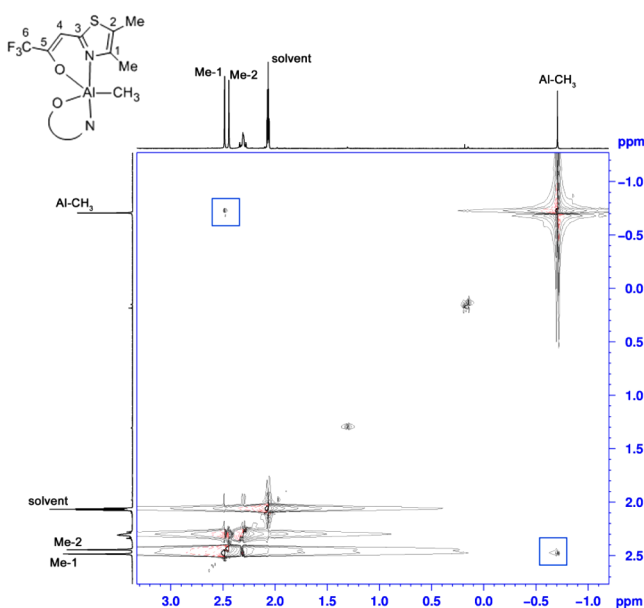 S
Me
4
3
2
6
F₃C
5
1
N
Me
O
Al—CH₃
O
N
Me-1
Me-2
solvent
Al-CH₃
ppm
Al-CH₃
-1.0
-0.5
0.0
0.5
1.0
1.5
solvent
2.0
Me-2
Me-1
2.5
3.0 2.5 2.0 1.5 1.0 0.5 0.0 -0.5 -1.0 ppm